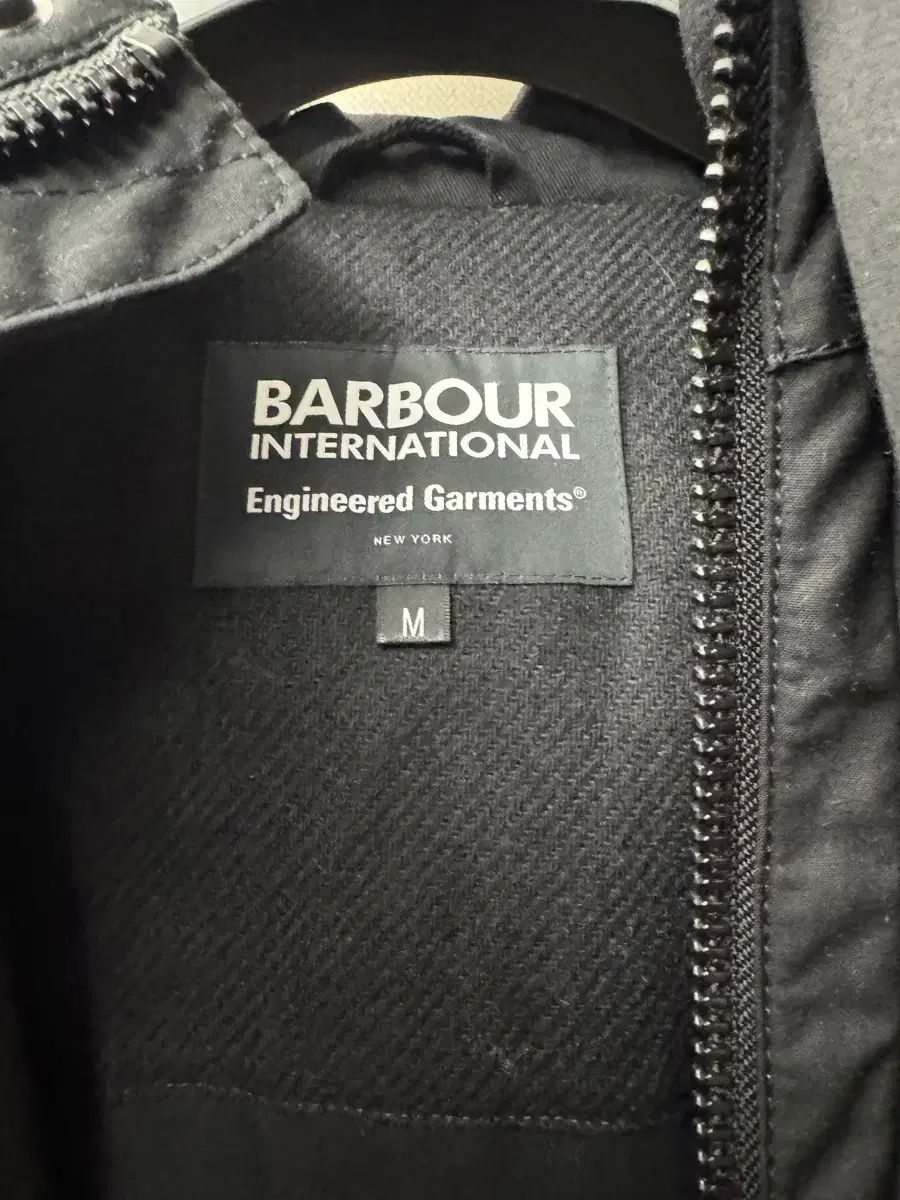 BARBOUR
INTERNATIONAL
Engineered Garments®
NEW YORK
M